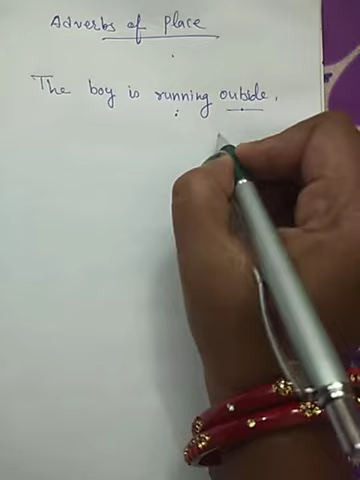 Adverbs of place
The boy is running outside.